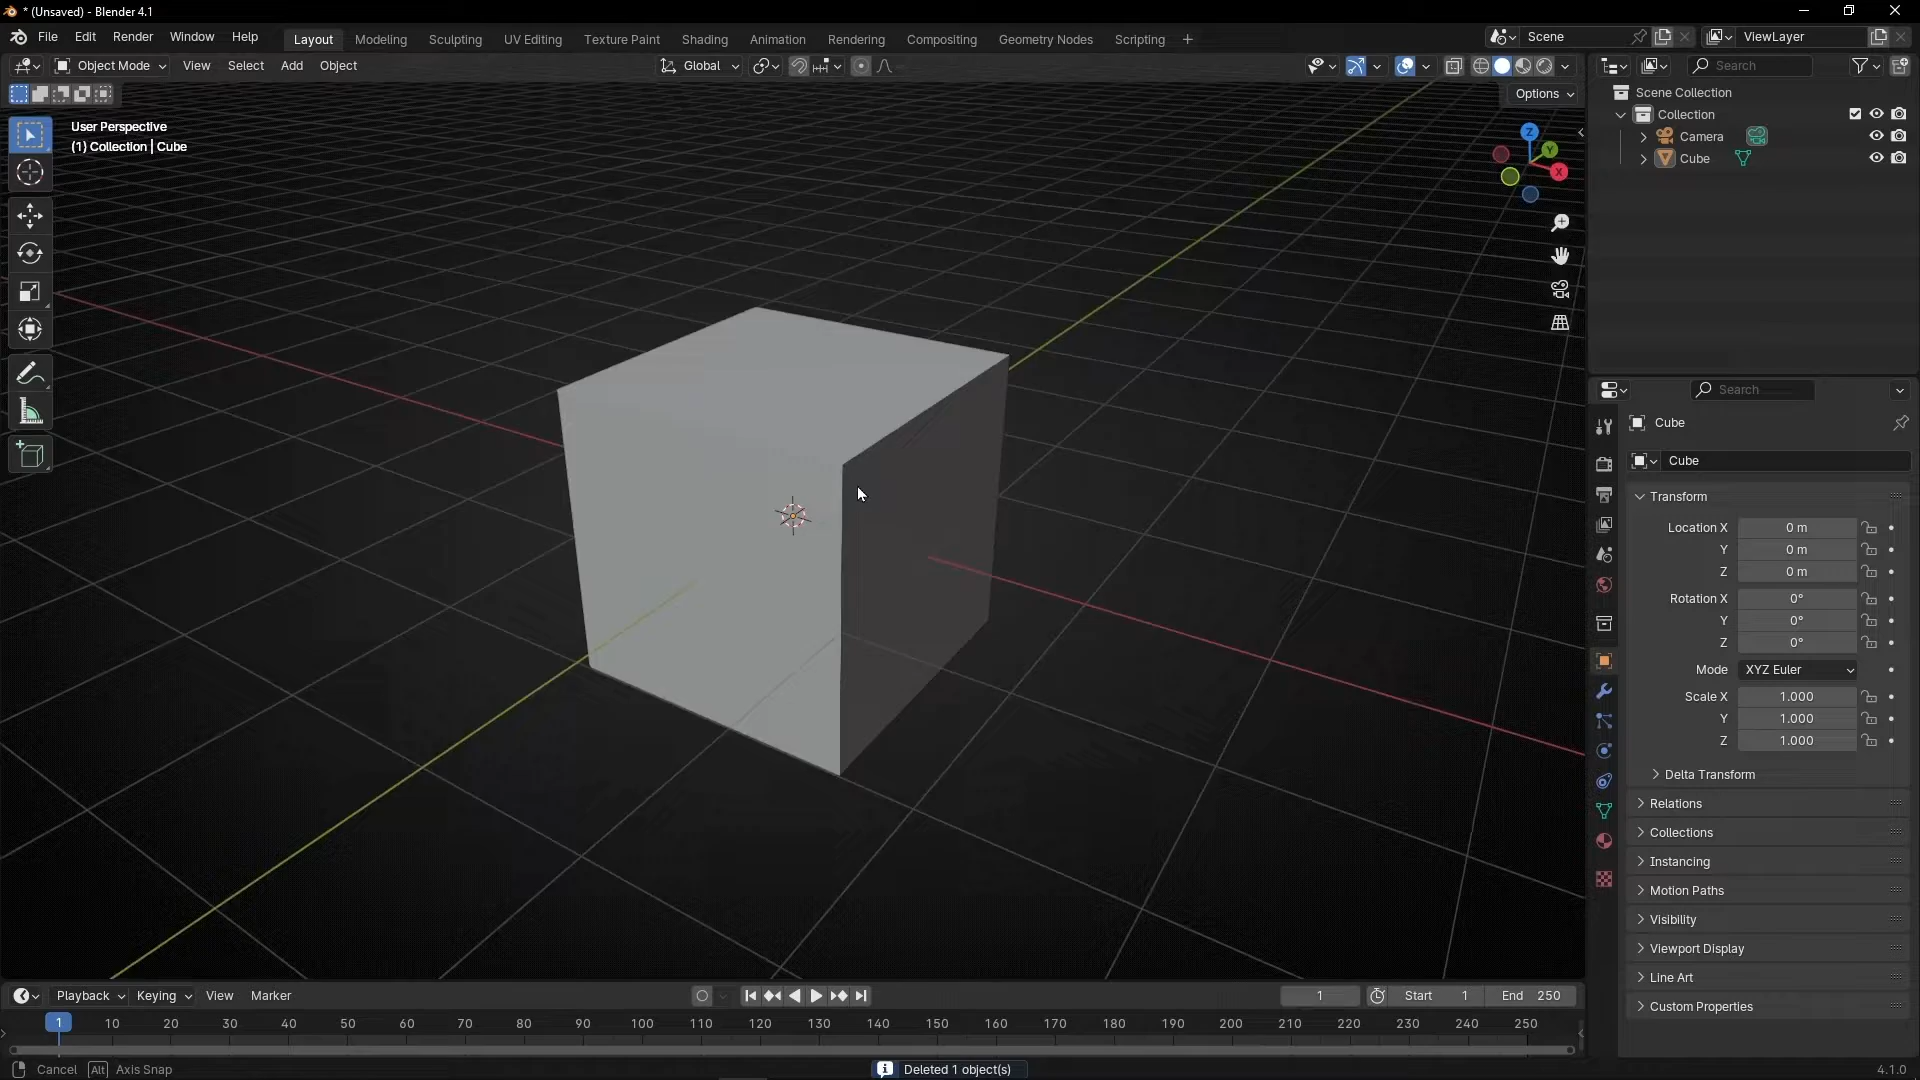 * (Unsaved) - Blender 4.1
File Edit Render Window Help Layout Modeling Sculpting UV Editing Texture Paint Shading Animation Rendering Compositing Geometry Nodes Scripting + Scene ViewLayer
Object Mode View Select Add Object Global Search
Options
User Perspective
(1) Collection | Cube
Z
Y
X
Scene Collection
Collection
Camera
Cube
Search
Cube
Cube
Transform
Location X 0 m
Y 0 m
Z 0 m
Rotation X 0°
Y 0°
Z 0°
Mode XYZ Euler
Scale X 1.000
Y 1.000
Z 1.000
Delta Transform
Relations
Collections
Instancing
Motion Paths
Visibility
Viewport Display
Line Art
Custom Properties
Playback Keying View Marker 1 Start 1 End 250
1 10 20 30 40 50 60 70 80 90 100 110 120 130 140 150 160 170 180 190 200 210 220 230 240 250
Cancel Alt Axis Snap Deleted 1 object(s) 4.1.0